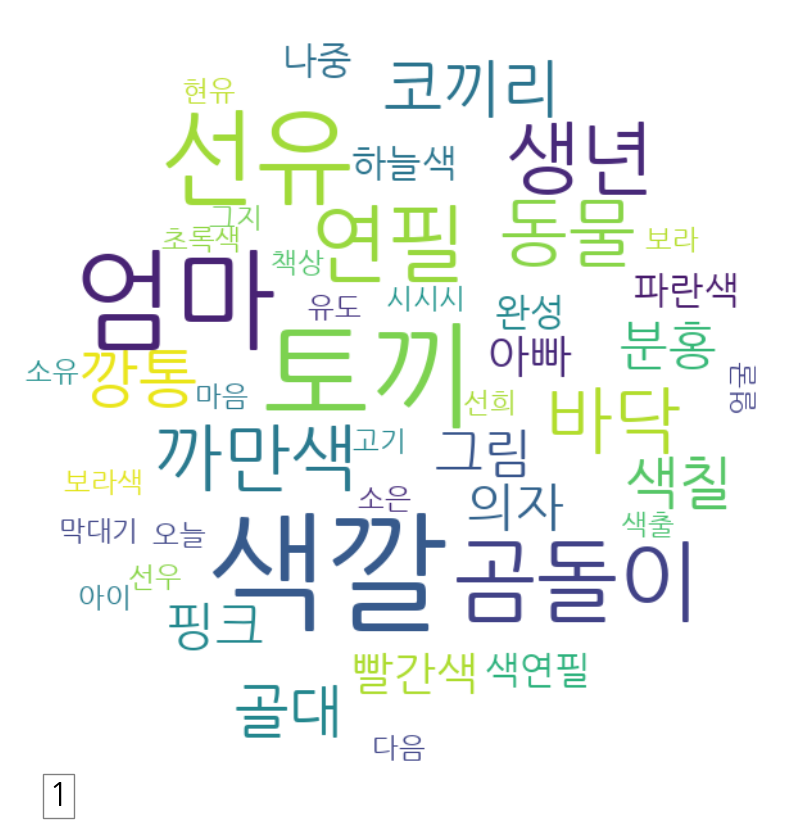 나중
코끼리
현유
선유
하늘색
생년
그지
초록색
연필
동물
보라
책상
엄마
유도
시시시
완성
파란색
소유
깡통
마음
토끼
아빠
분홍
선희
바닥
까만색
고기
그림
색칠
보라색
소은
의자
색출
막대기
오늘
색깔
곰돌이
선우
아이
핑크
빨간색
색연필
골대
다음
1